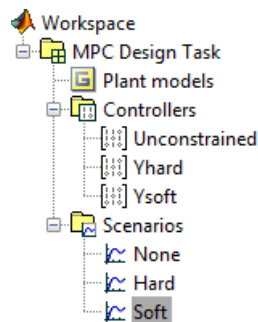 Workspace
MPC Design Task
G Plant models
Controllers
Unconstrained
Yhard
Ysoft
Scenarios
None
Hard
Soft